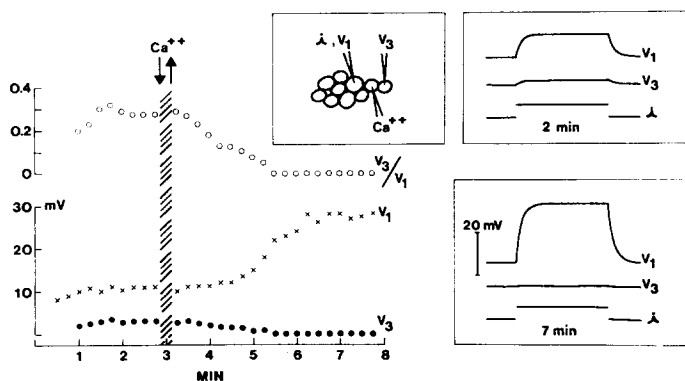 Ca++
0.4
0.2
0
V3/V1
mV
30
20
10
V1
V3
1 2 3 4 5 6 7 8
MIN
i, V1 V3
Ca++
V1
V3
i
2 min
20 mV
V1
V3
i
7 min